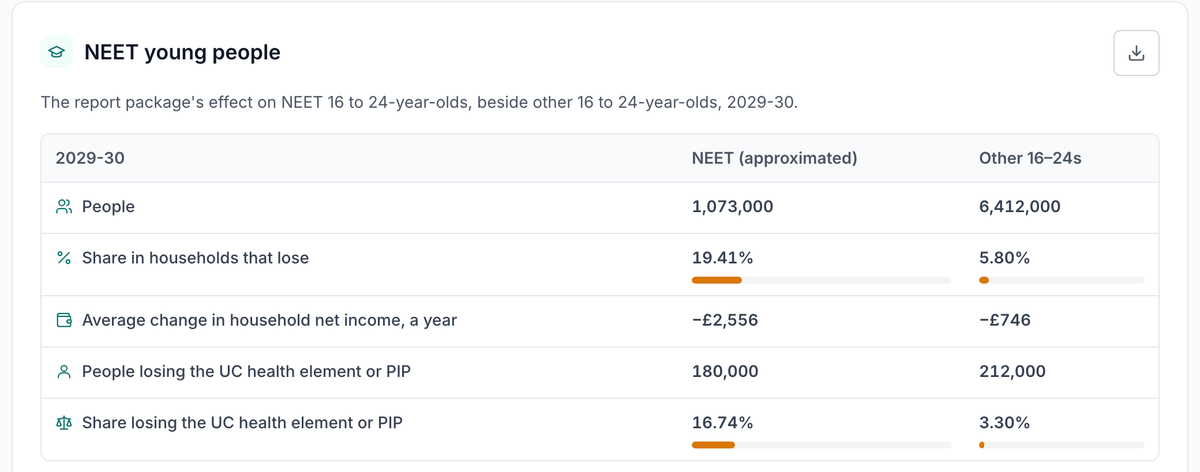 NEET young people
The report package's effect on NEET 16 to 24-year-olds, beside other 16 to 24-year-olds, 2029-30.
2029-30 NEET (approximated) Other 16–24s
People 1,073,000 6,412,000
Share in households that lose 19.41% 5.80%
Average change in household net income, a year −£2,556 −£746
People losing the UC health element or PIP 180,000 212,000
Share losing the UC health element or PIP 16.74% 3.30%